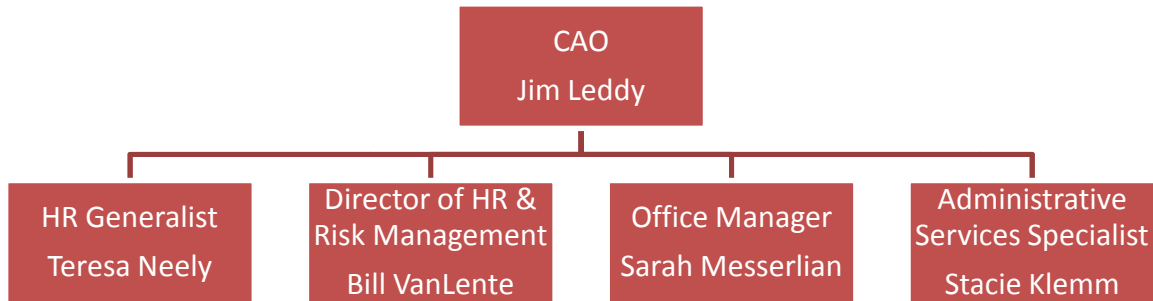 CAO
Jim Leddy
HR Generalist
Teresa Neely
Director of HR &
Risk Management
Bill VanLente
Office Manager
Sarah Messerlian
Administrative
Services Specialist
Stacie Klemm